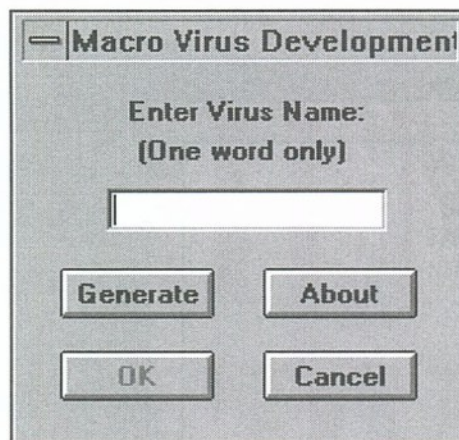 Macro Virus Development
Enter Virus Name:
(One word only)
Generate About
OK Cancel